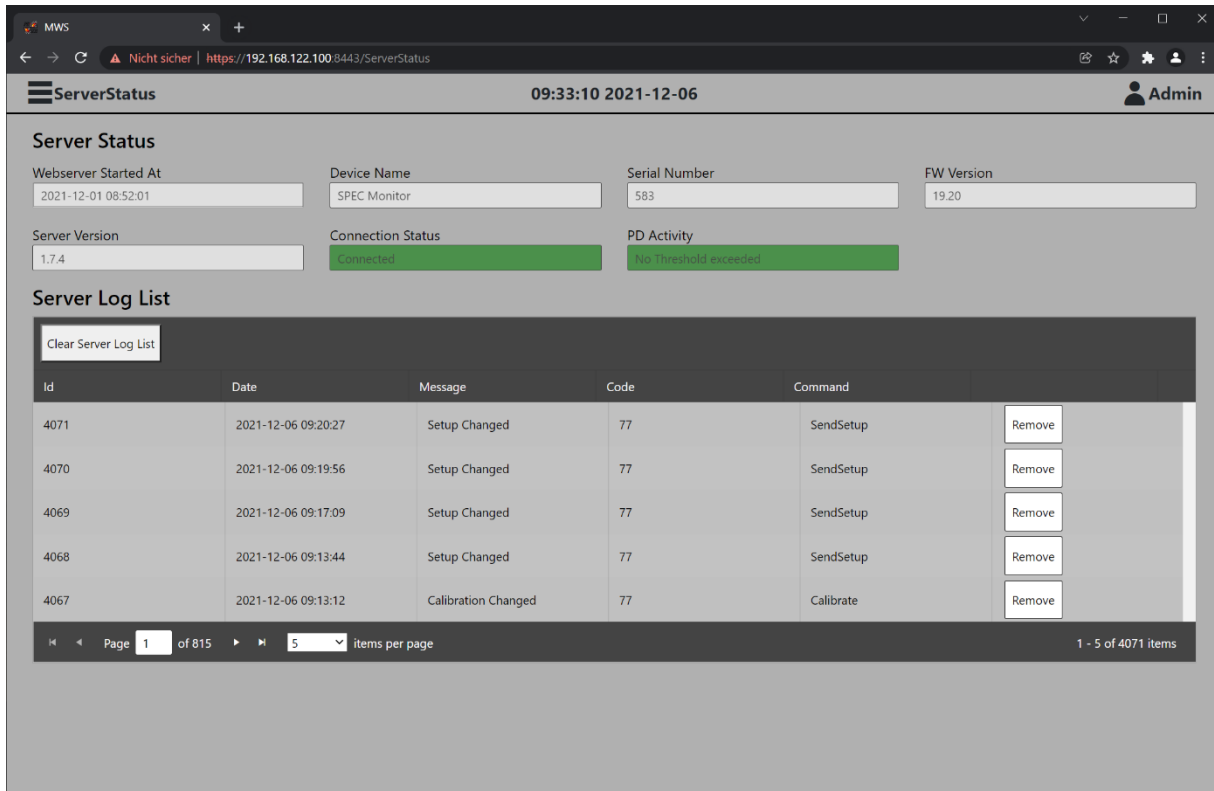 MWS
Nicht sicher | https://192.168.122.100:8443/ServerStatus
ServerStatus 09:33:10 2021-12-06 Admin
Server Status
Webserver Started At Device Name Serial Number FW Version
2021-12-01 08:52:01 SPEC Monitor 583 19.20
Server Version Connection Status PD Activity
1.7.4 Connected No Threshold exceeded
Server Log List
Clear Server Log List
Id Date Message Code Command
4071 2021-12-06 09:20:27 Setup Changed 77 SendSetup Remove
4070 2021-12-06 09:19:56 Setup Changed 77 SendSetup Remove
4069 2021-12-06 09:17:09 Setup Changed 77 SendSetup Remove
4068 2021-12-06 09:13:44 Setup Changed 77 SendSetup Remove
4067 2021-12-06 09:13:12 Calibration Changed 77 Calibrate Remove
Page 1 of 815 5 items per page 1 - 5 of 4071 items